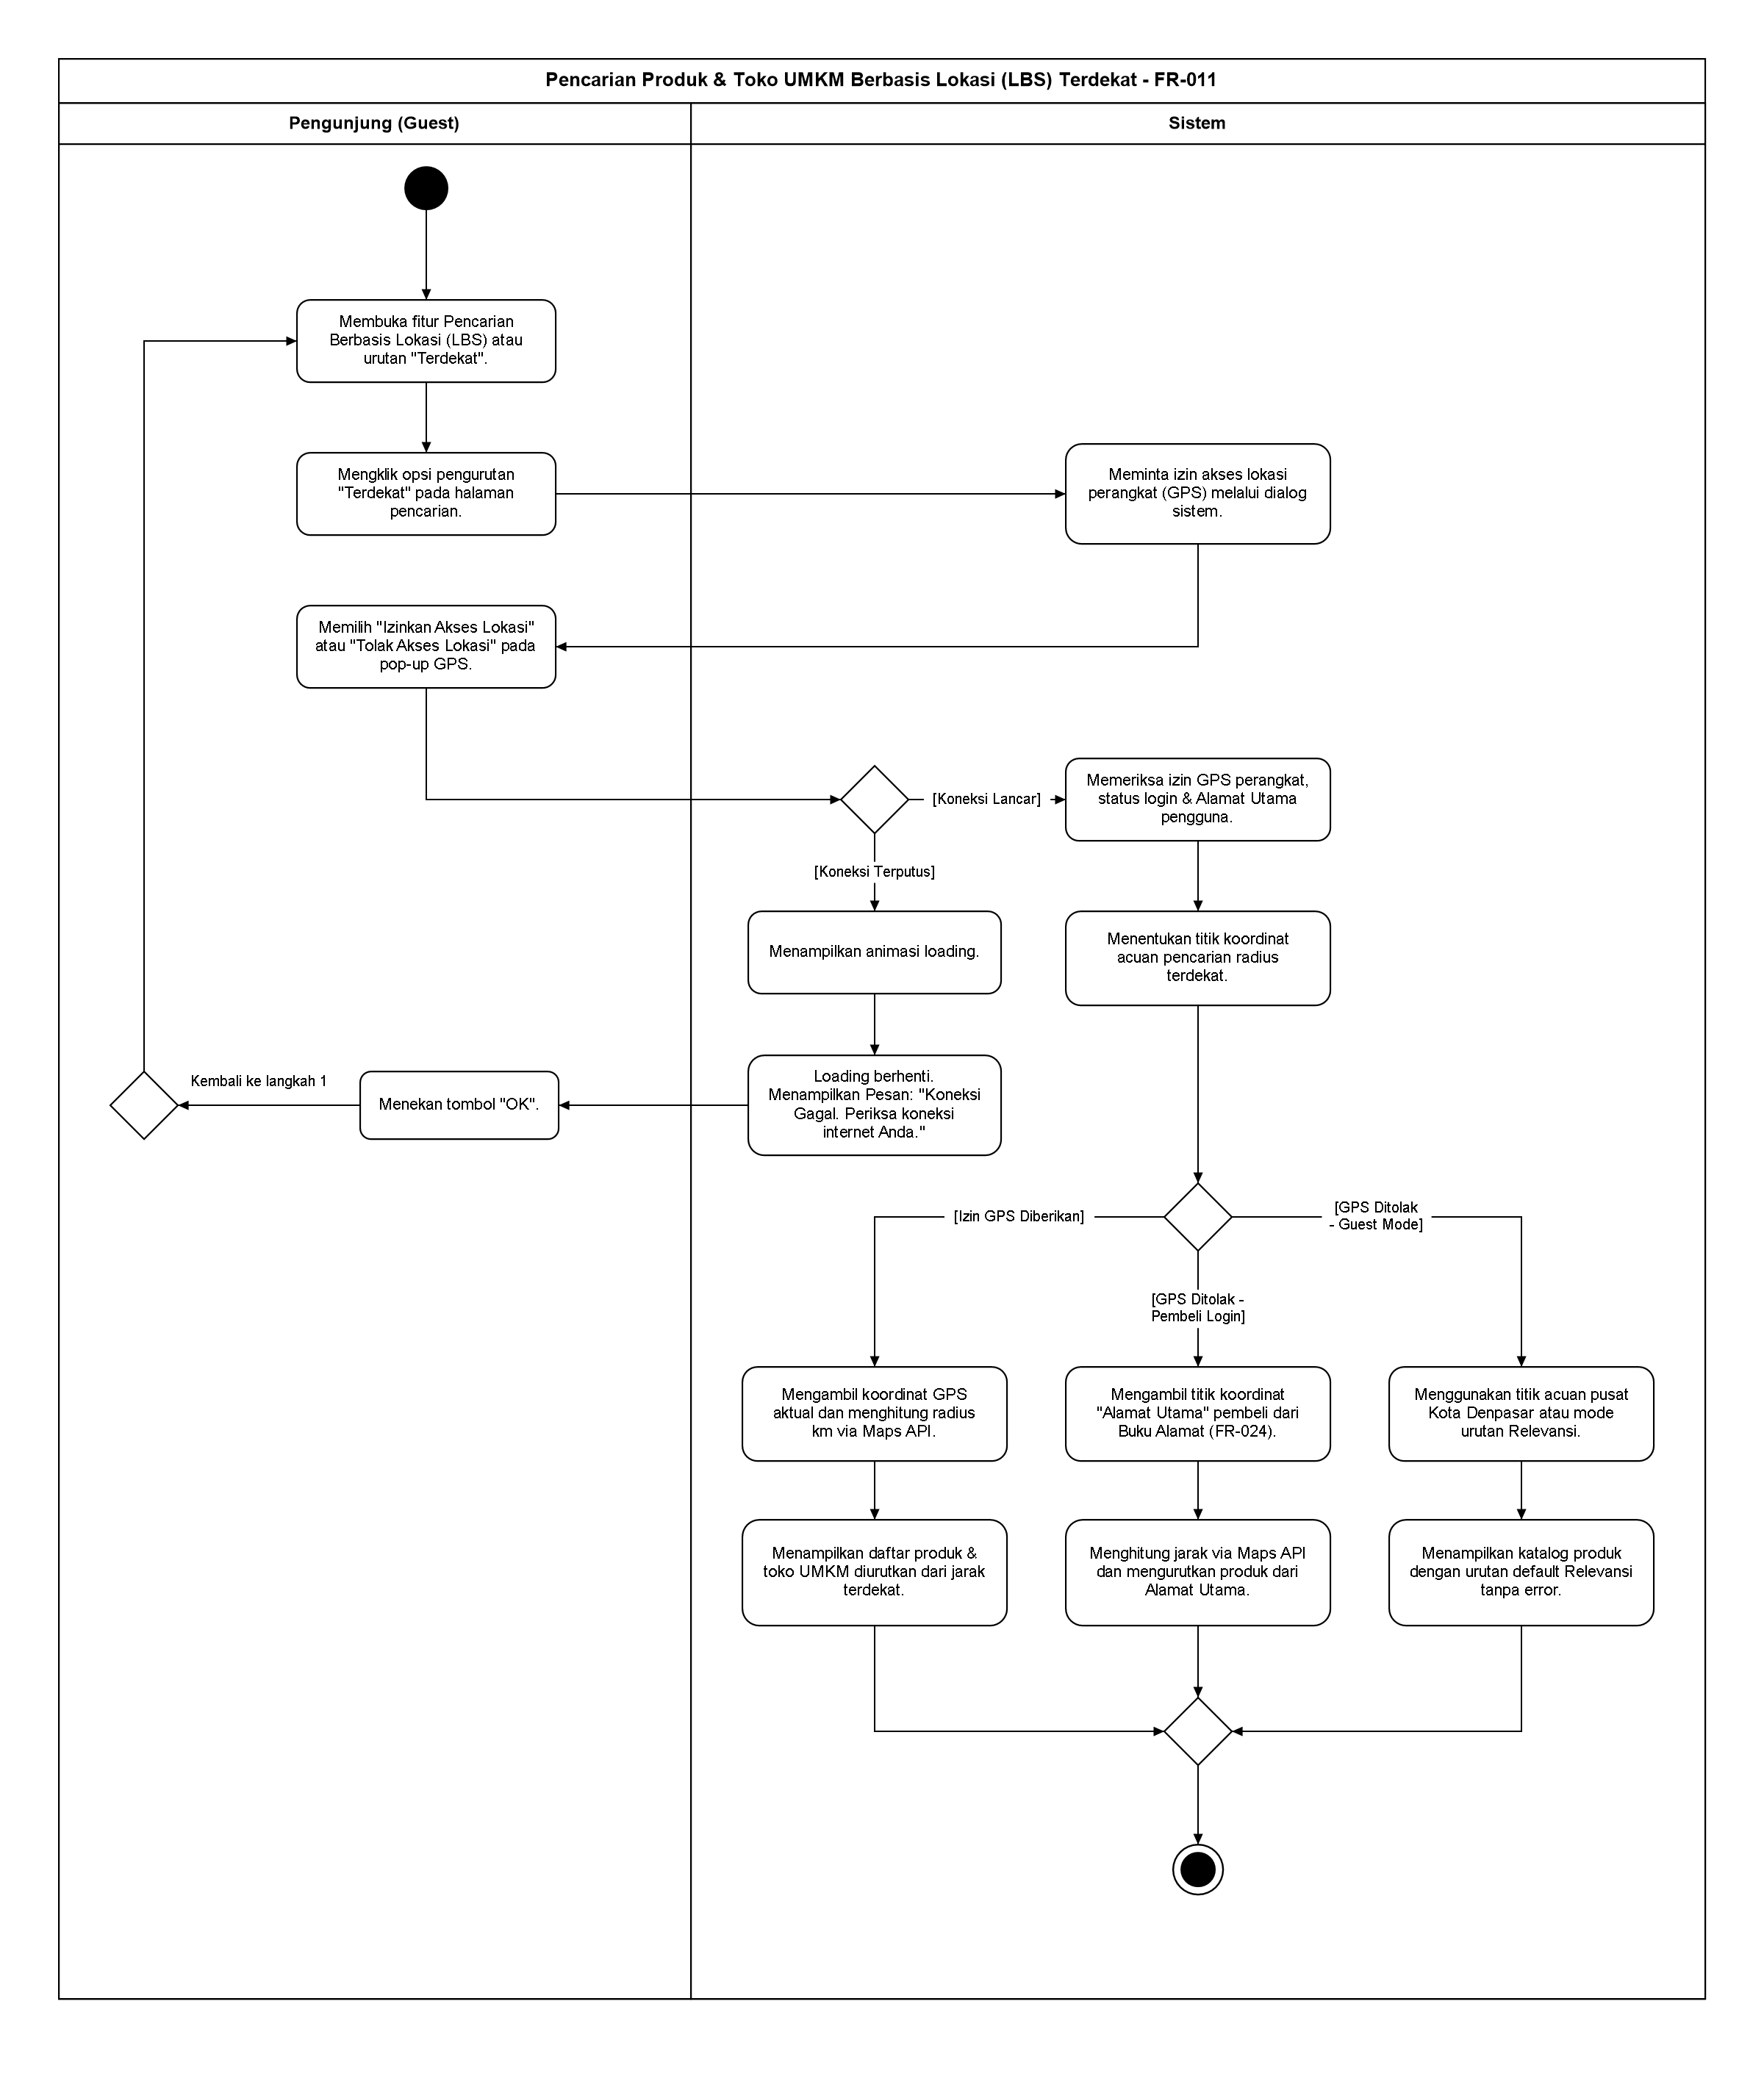 Pencarian Produk & Toko UMKM Berbasis Lokasi (LBS) Terdekat - FR-011
Pengunjung (Guest)
Sistem
Membuka fitur Pencarian
Berbasis Lokasi (LBS) atau
urutan "Terdekat".
Mengklik opsi pengurutan
"Terdekat" pada halaman
pencarian.
Meminta izin akses lokasi
perangkat (GPS) melalui dialog
sistem.
Memilih "Izinkan Akses Lokasi"
atau "Tolak Akses Lokasi" pada
pop-up GPS.
[Koneksi Lancar]
Memeriksa izin GPS perangkat,
status login & Alamat Utama
pengguna.
[Koneksi Terputus]
Menampilkan animasi loading.
Menentukan titik koordinat
acuan pencarian radius
terdekat.
Kembali ke langkah 1
Menekan tombol "OK".
Loading berhenti.
Menampilkan Pesan: "Koneksi
Gagal. Periksa koneksi
internet Anda."
[Izin GPS Diberikan]
[GPS Ditolak
- Guest Mode]
[GPS Ditolak -
Pembeli Login]
Mengambil koordinat GPS
aktual dan menghitung radius
km via Maps API.
Mengambil titik koordinat
"Alamat Utama" pembeli dari
Buku Alamat (FR-024).
Menggunakan titik acuan pusat
Kota Denpasar atau mode
urutan Relevansi.
Menampilkan daftar produk &
toko UMKM diurutkan dari jarak
terdekat.
Menghitung jarak via Maps API
dan mengurutkan produk dari
Alamat Utama.
Menampilkan katalog produk
dengan urutan default Relevansi
tanpa error.